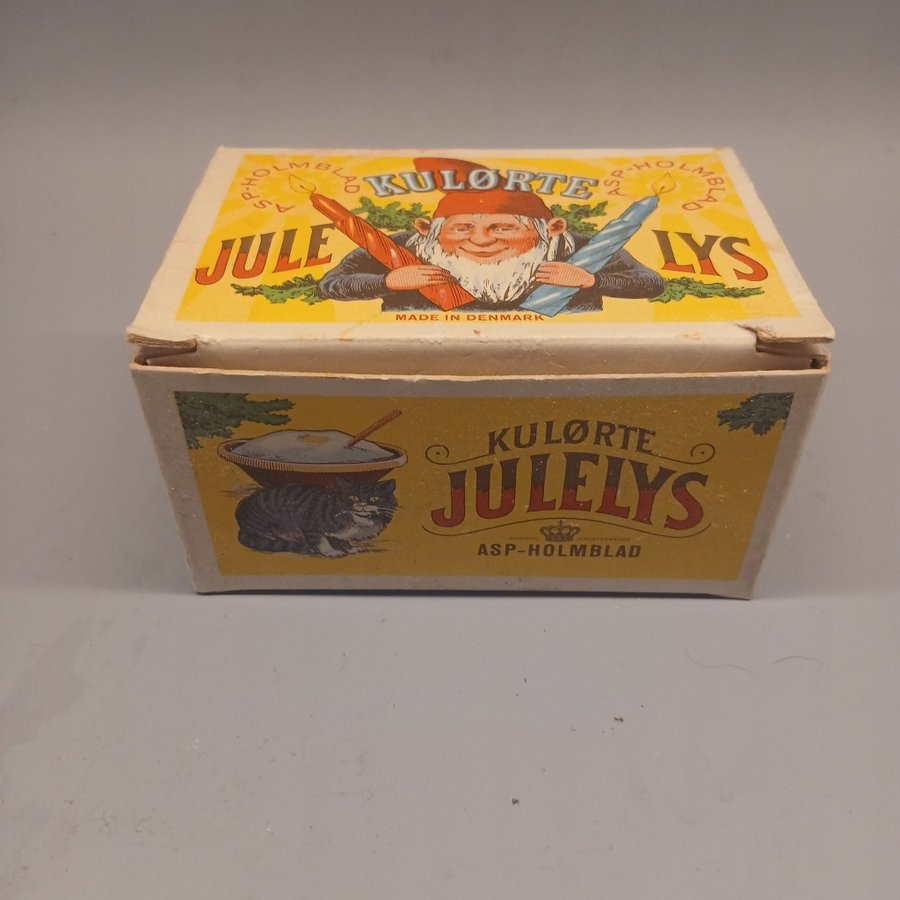 ASP-HOLMBLAD
KULØRTE
ASP-HOLMBLAD
JULE LYS
MADE IN DENMARK
KULØRTE
JULELYS
ASP-HOLMBLAD